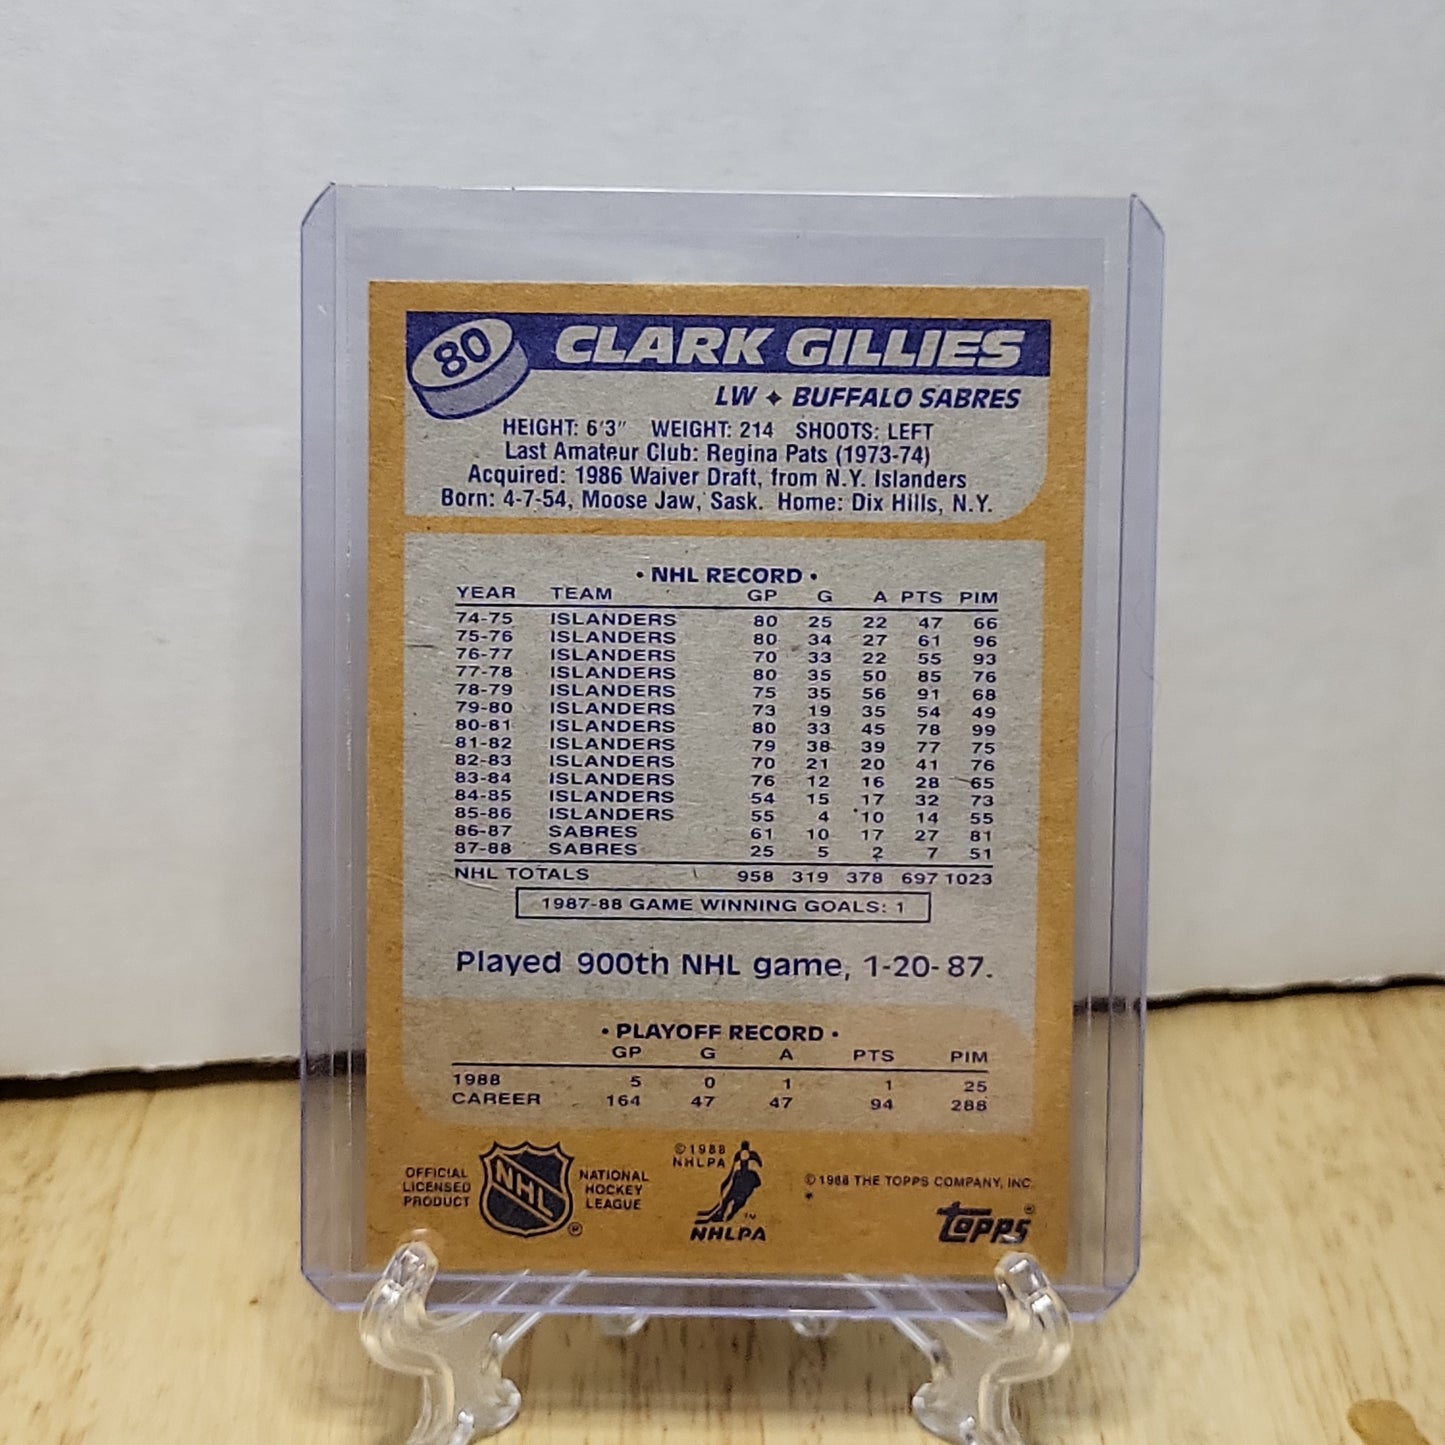 80
CLARK GILLIES
LW ✦ BUFFALO SABRES
HEIGHT: 6'3" WEIGHT: 214 SHOOTS: LEFT
Last Amateur Club: Regina Pats (1973-74)
Acquired: 1986 Waiver Draft, from N.Y. Islanders
Born: 4-7-54, Moose Jaw, Sask. Home: Dix Hills, N.Y.
• NHL RECORD •
YEAR TEAM GP G A PTS PIM
74-75 ISLANDERS 80 25 22 47 66
75-76 ISLANDERS 80 34 27 61 96
76-77 ISLANDERS 70 33 22 55 93
77-78 ISLANDERS 80 35 50 85 76
78-79 ISLANDERS 75 35 56 91 68
79-80 ISLANDERS 73 19 35 54 49
80-81 ISLANDERS 80 33 45 78 99
81-82 ISLANDERS 79 38 39 77 75
82-83 ISLANDERS 70 21 20 41 76
83-84 ISLANDERS 76 12 16 28 65
84-85 ISLANDERS 54 15 17 32 73
85-86 ISLANDERS 55 4 10 14 55
86-87 SABRES 61 10 17 27 81
87-88 SABRES 25 5 2 7 51
NHL TOTALS 958 319 378 697 1023
1987-88 GAME WINNING GOALS: 1
Played 900th NHL game, 1-20-87.
• PLAYOFF RECORD •
GP G A PTS PIM
1988 5 0 1 1 25
CAREER 164 47 47 94 288
OFFICIAL
LICENSED
PRODUCT
NHL
®
NATIONAL
HOCKEY
LEAGUE
©1988
NHLPA
TM
NHLPA
©1988 THE TOPPS COMPANY, INC.
*
Topps®